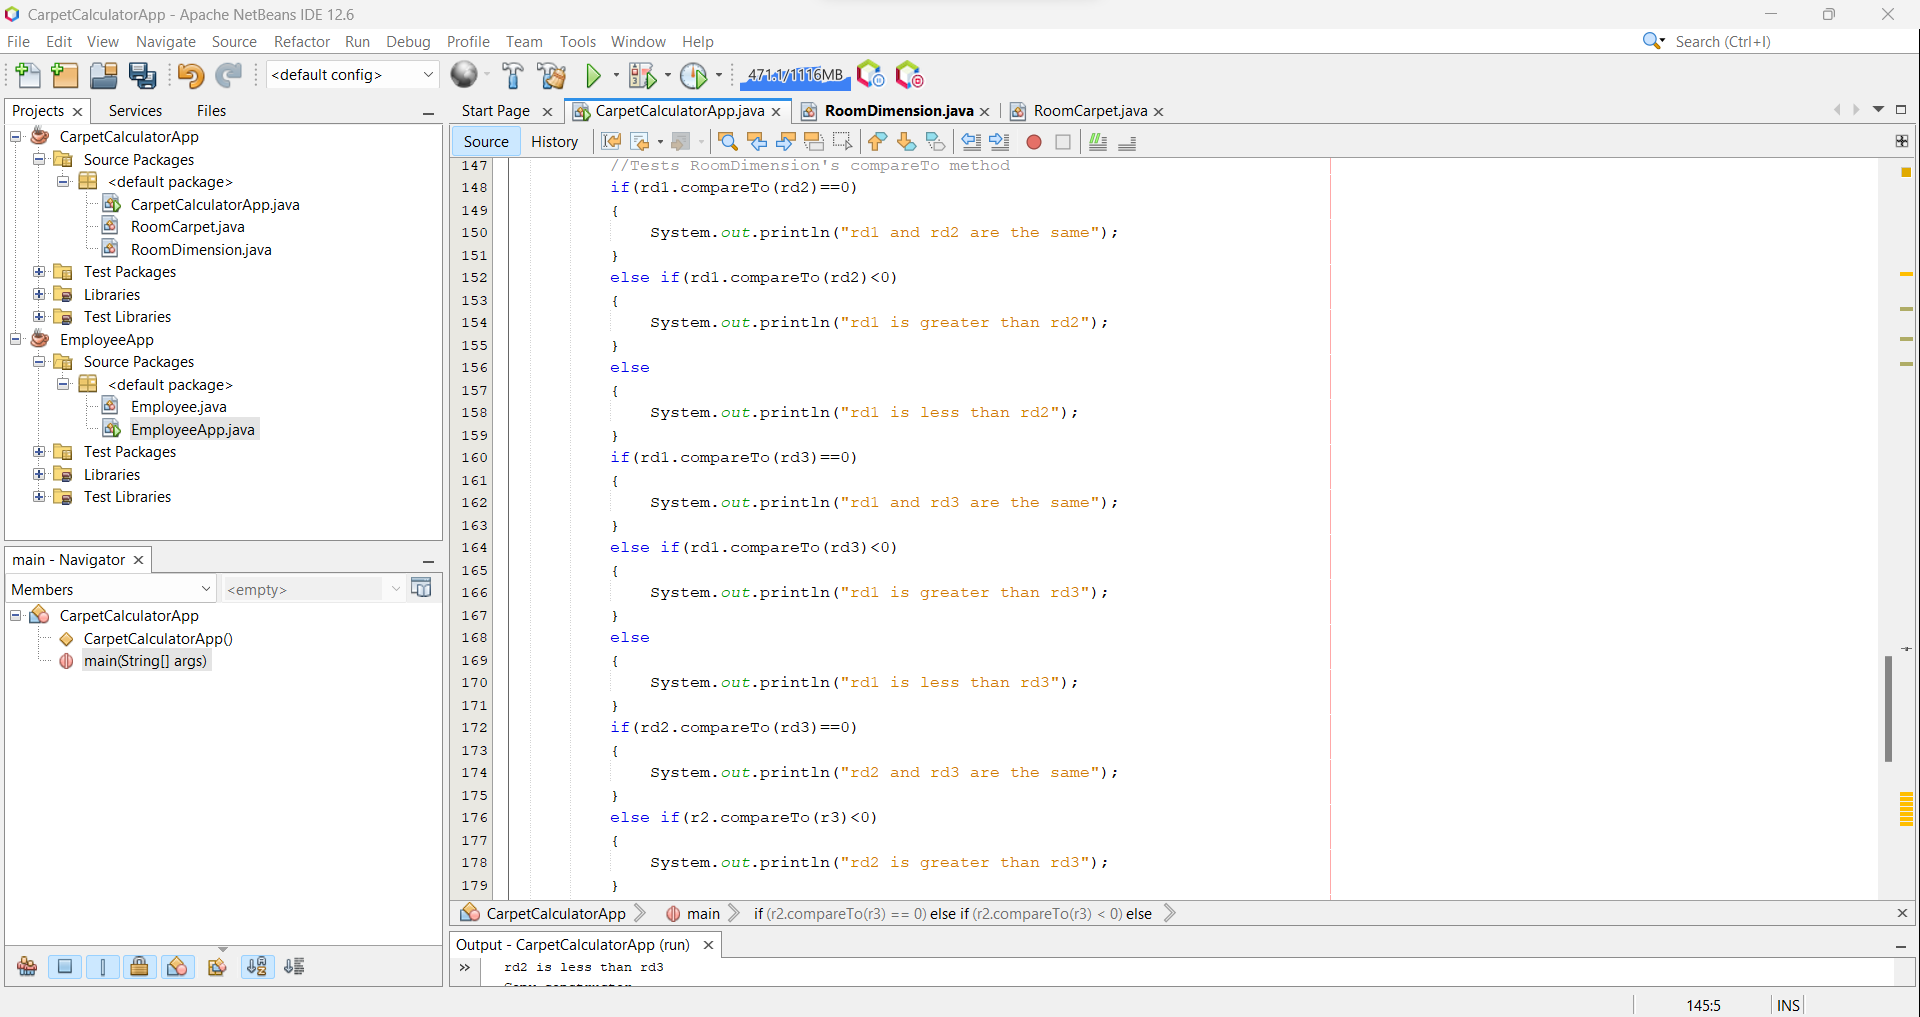 CarpetCalculatorApp - Apache NetBeans IDE 12.6
File Edit View Navigate Source Refactor Run Debug Profile Team Tools Window Help
Search (Ctrl+I)
<default config>
471.1/1116MB
Projects Services Files
CarpetCalculatorApp
Source Packages
<default package>
CarpetCalculatorApp.java
RoomCarpet.java
RoomDimension.java
Test Packages
Libraries
Test Libraries
EmployeeApp
Source Packages
<default package>
Employee.java
EmployeeApp.java
Test Packages
Libraries
Test Libraries
main - Navigator
Members
<empty>
CarpetCalculatorApp
CarpetCalculatorApp()
main(String[] args)
Start Page CarpetCalculatorApp.java RoomDimension.java RoomCarpet.java
Source History
147 //Tests RoomDimension's compareTo method
148 if(rd1.compareTo(rd2)==0)
149 {
150 System.out.println("rd1 and rd2 are the same");
151 }
152 else if(rd1.compareTo(rd2)<0)
153 {
154 System.out.println("rd1 is greater than rd2");
155 }
156 else
157 {
158 System.out.println("rd1 is less than rd2");
159 }
160 if(rd1.compareTo(rd3)==0)
161 {
162 System.out.println("rd1 and rd3 are the same");
163 }
164 else if(rd1.compareTo(rd3)<0)
165 {
166 System.out.println("rd1 is greater than rd3");
167 }
168 else
169 {
170 System.out.println("rd1 is less than rd3");
171 }
172 if(rd2.compareTo(rd3)==0)
173 {
174 System.out.println("rd2 and rd3 are the same");
175 }
176 else if(r2.compareTo(r3)<0)
177 {
178 System.out.println("rd2 is greater than rd3");
179 }
CarpetCalculatorApp main if (r2.compareTo(r3) == 0) else if (r2.compareTo(r3) < 0) else
Output - CarpetCalculatorApp (run)
rd2 is less than rd3
145:5 INS